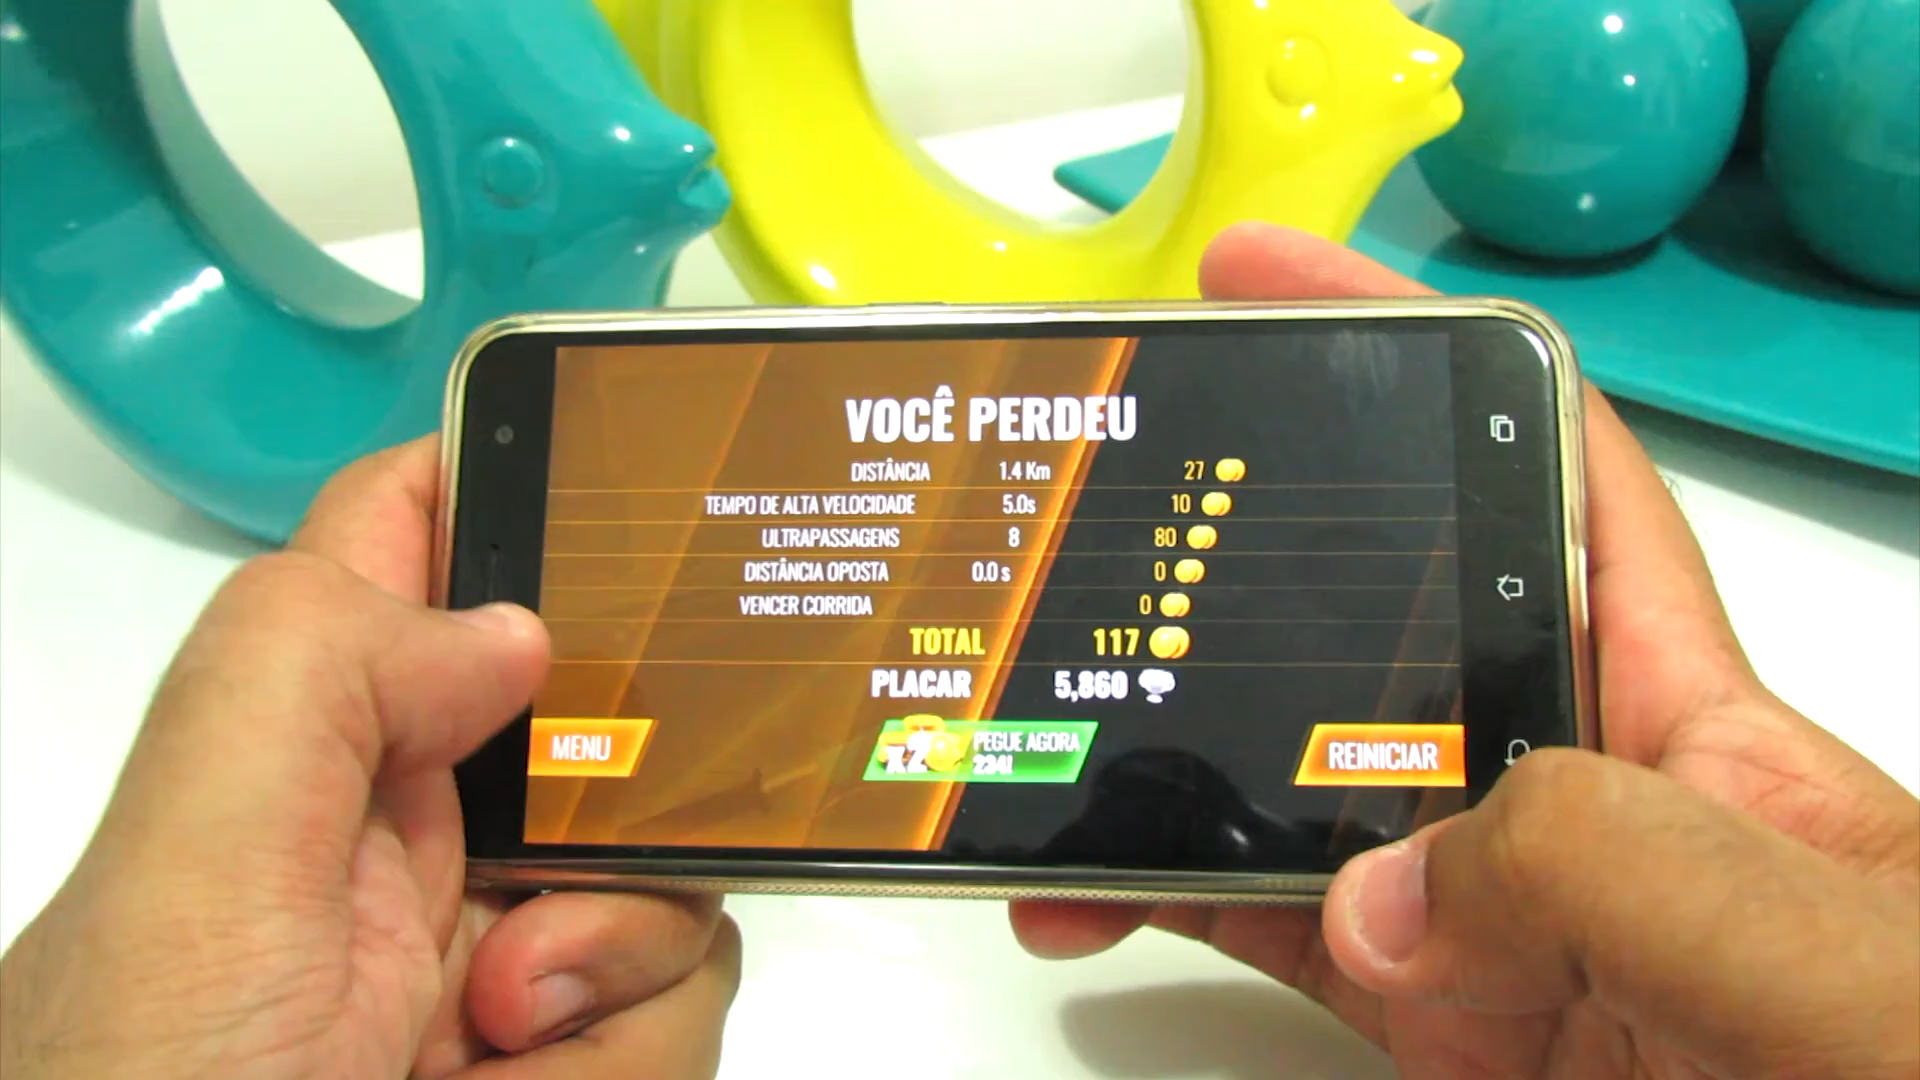 VOCÊ PERDEU
DISTÂNCIA 1.4 Km 27
TEMPO DE ALTA VELOCIDADE 5.0s 10
ULTRAPASSAGENS 8 80
DISTÂNCIA OPOSTA 0.0 s 0
VENCER CORRIDA 0
TOTAL 117
PLACAR 5,860
MENU
x2 PEGUE AGORA
234!
REINICIAR